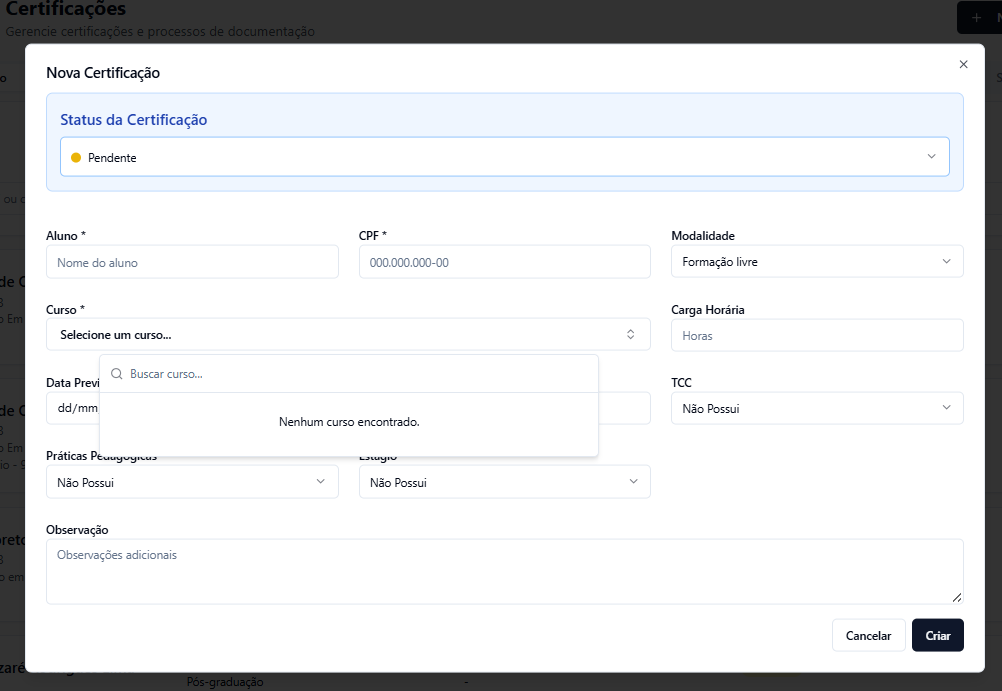 Certificações
Gerencie certificações e processos de documentação
Nova Certificação
Status da Certificação
Pendente
Aluno *
CPF *
Modalidade
Nome do aluno
000.000.000-00
Formação livre
Curso *
Carga Horária
Selecione um curso...
Horas
Buscar curso...
Data Previ
TCC
dd/mm
Não Possui
Nenhum curso encontrado.
Práticas Pedagógicas
Estágio
Não Possui
Não Possui
Observação
Observações adicionais
Cancelar
Criar
Pós-graduação
-